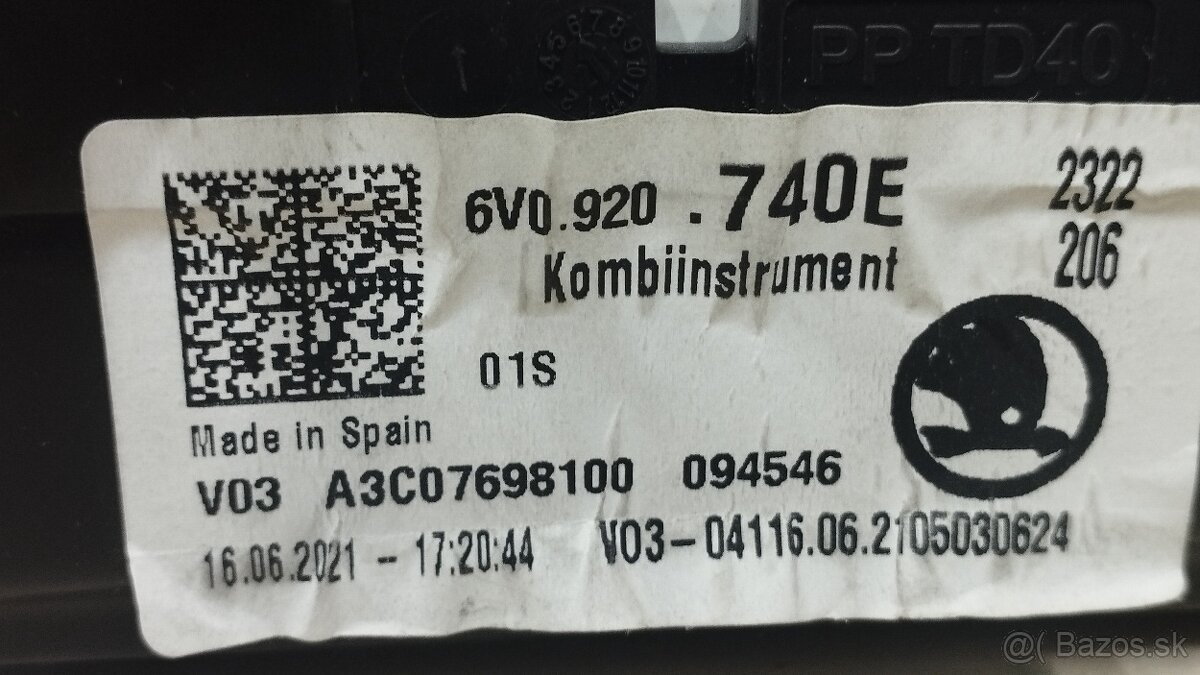 PP TD40
6V0.920 .740E
2322
206
Kombiinstrument
01S
Made in Spain
V03 A3C07698100 094546
16.06.2021 - 17:20:44 V03-04116.06.2105030624
@( Bazos.sk